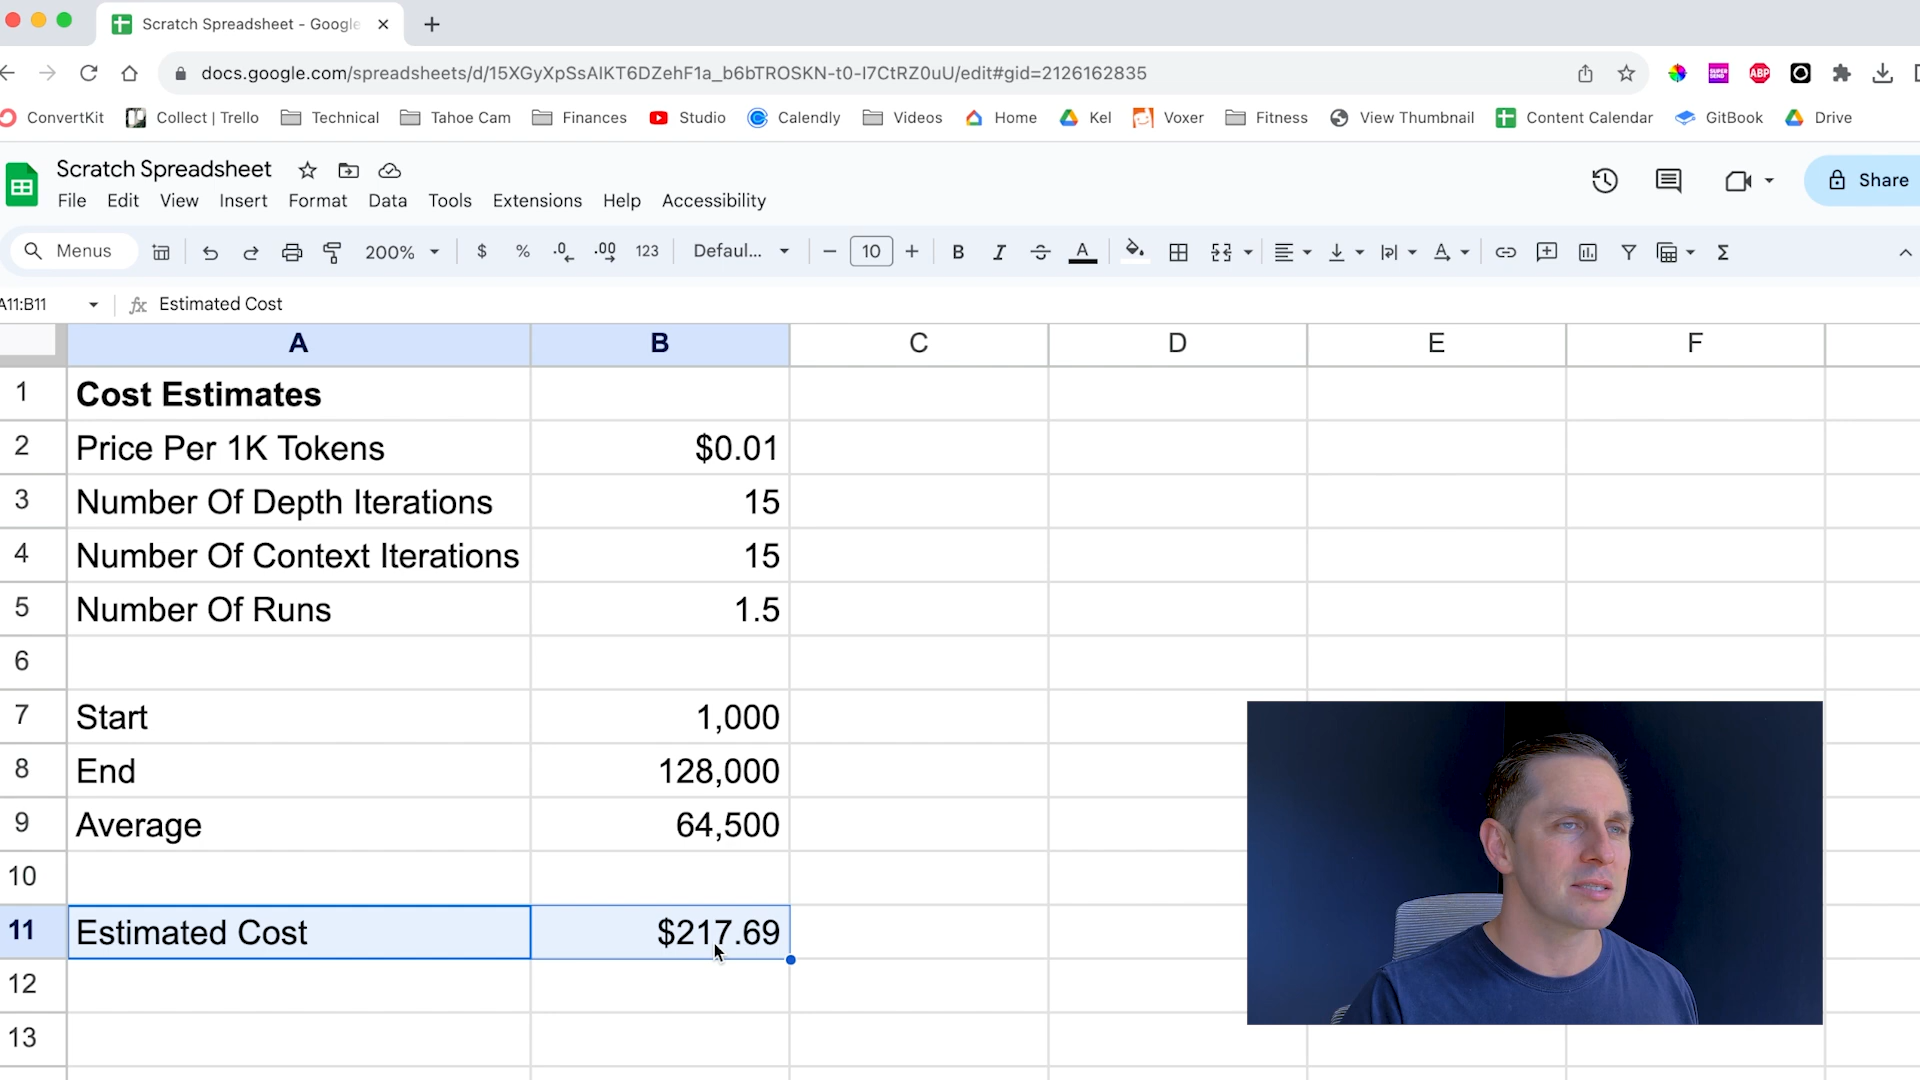 Scratch Spreadsheet - Google
docs.google.com/spreadsheets/d/15XGyXpSsAIKT6DZehF1a_b6bTROSKN-t0-I7CtRZ0uU/edit#gid=2126162835
SUPER SEND ABP
ConvertKit Collect | Trello Technical Tahoe Cam Finances Studio Calendly Videos Home Kel Voxer Fitness View Thumbnail Content Calendar GitBook Drive
Scratch Spreadsheet
Share
File Edit View Insert Format Data Tools Extensions Help Accessibility
Menus 200% $ % .0 .00 123 Defaul... 10 B I S A A Σ
A11:B11 fx Estimated Cost
A B C D E F
1 Cost Estimates
2 Price Per 1K Tokens $0.01
3 Number Of Depth Iterations 15
4 Number Of Context Iterations 15
5 Number Of Runs 1.5
6
7 Start 1,000
8 End 128,000
9 Average 64,500
10
11 Estimated Cost $217.69
12
13